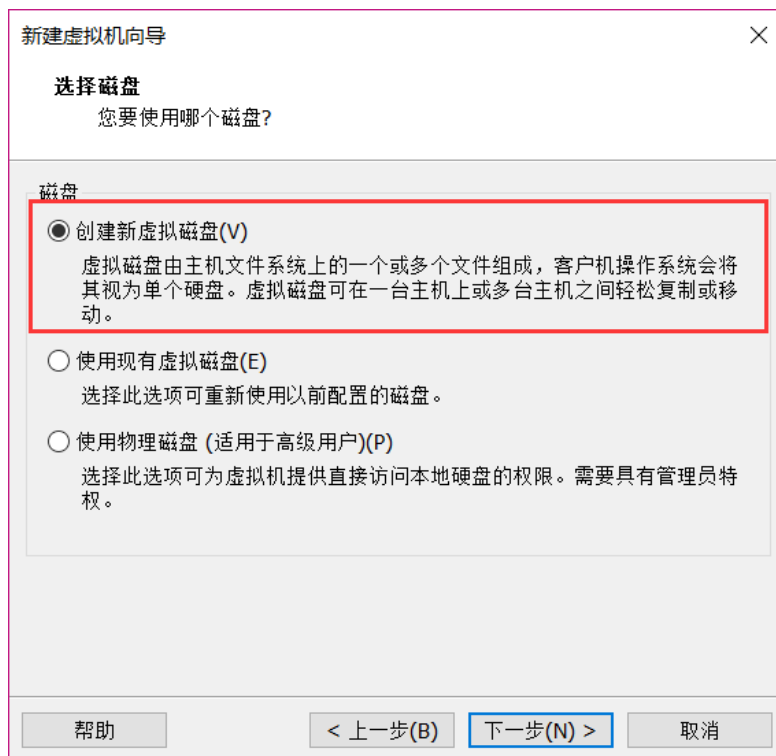 新建虚拟机向导
选择磁盘
您要使用哪个磁盘?
磁盘
创建新虚拟磁盘(V)
虚拟磁盘由主机文件系统上的一个或多个文件组成，客户机操作系统会将
其视为单个硬盘。虚拟磁盘可在一台主机上或多台主机之间轻松复制或移
动。
使用现有虚拟磁盘(E)
选择此选项可重新使用以前配置的磁盘。
使用物理磁盘 (适用于高级用户)(P)
选择此选项可为虚拟机提供直接访问本地硬盘的权限。需要具有管理员特
权。
帮助
< 上一步(B)
下一步(N) >
取消